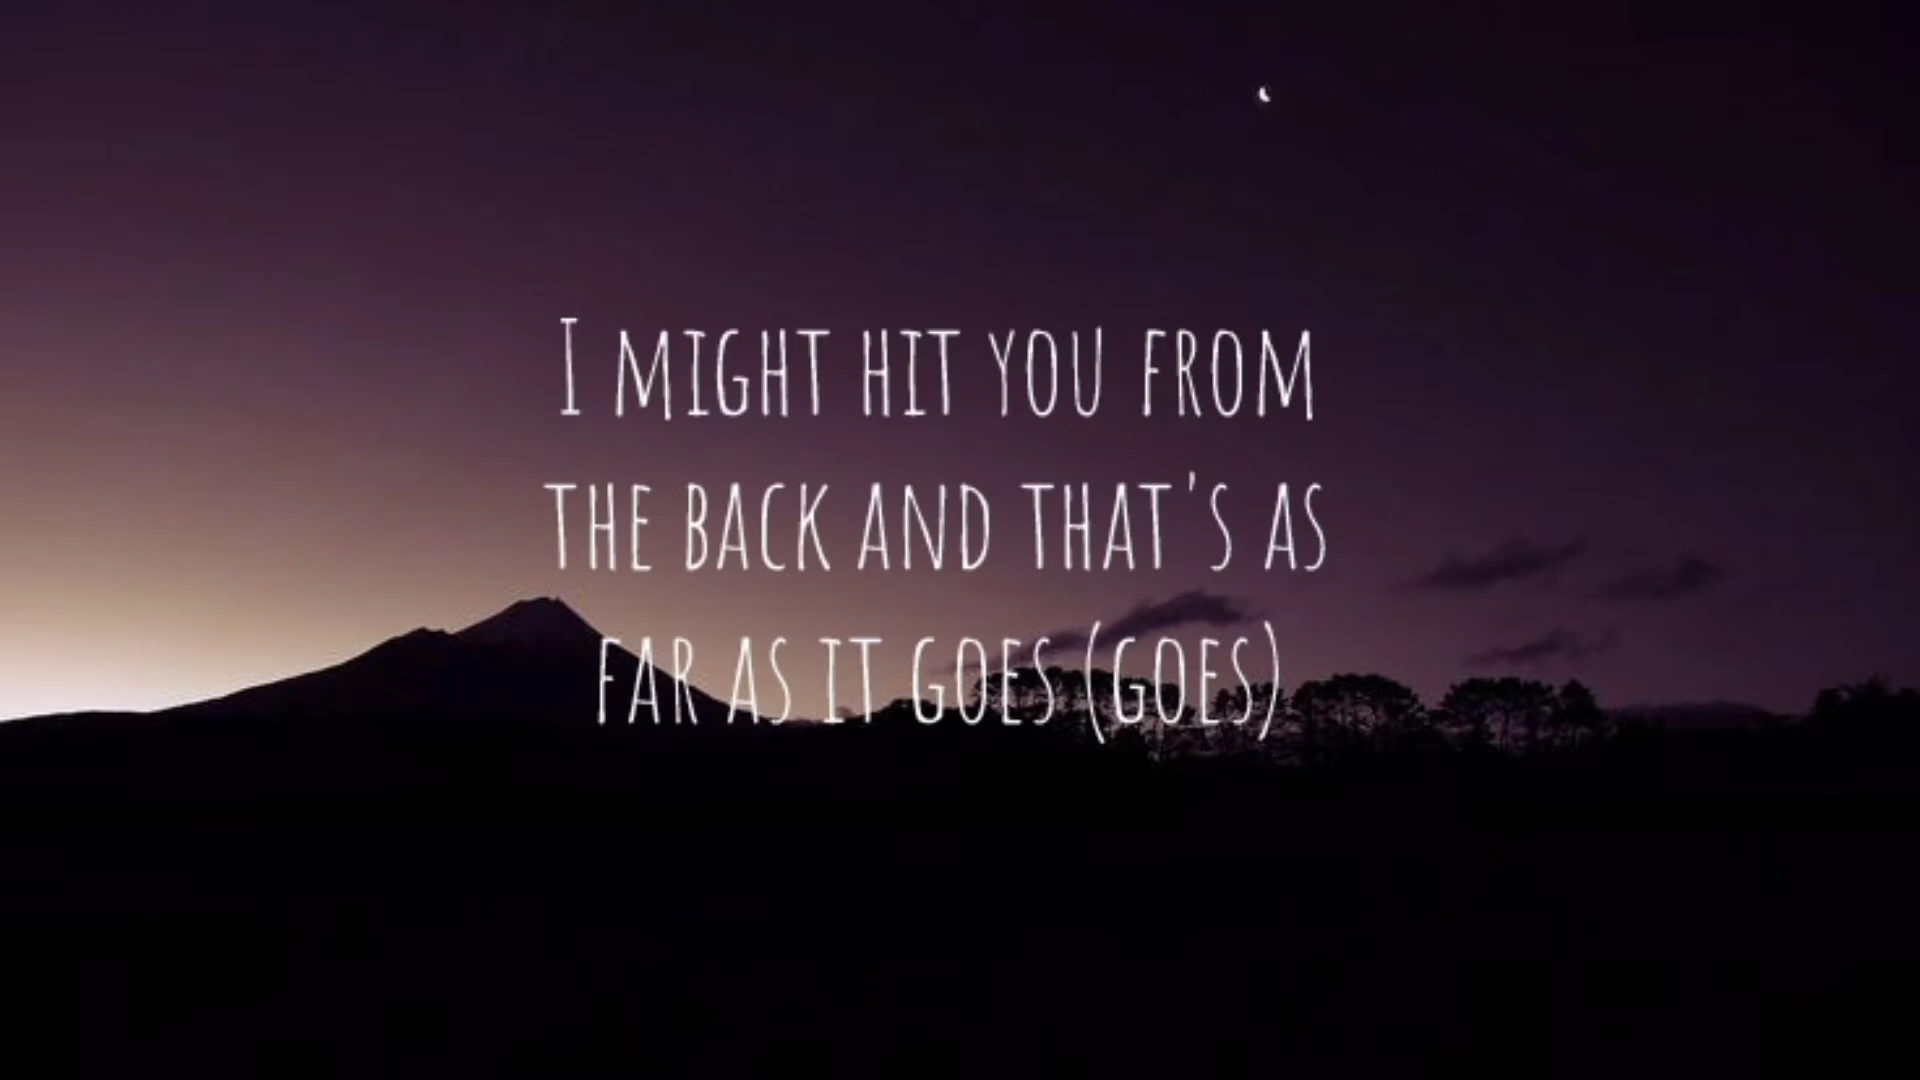 I MIGHT HIT YOU FROM
THE BACK AND THAT'S AS
FAR AS IT GOES (GOES)